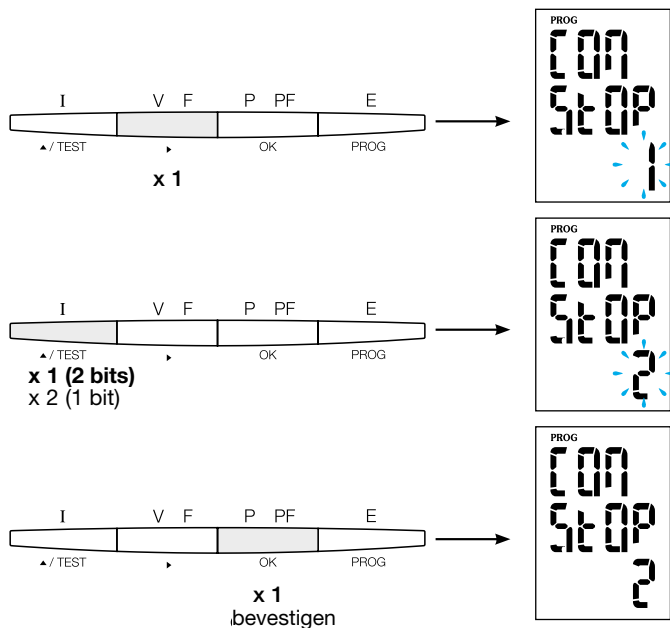 PROG
COM
I V F P PF E
StOP
▲ / TEST ▸ OK PROG
1
x 1
PROG
COM
I V F P PF E
StOP
▲ / TEST ▸ OK PROG
2
x 1 (2 bits)
x 2 (1 bit)
PROG
COM
I V F P PF E
StOP
▲ / TEST ▸ OK PROG
2
x 1
bevestigen